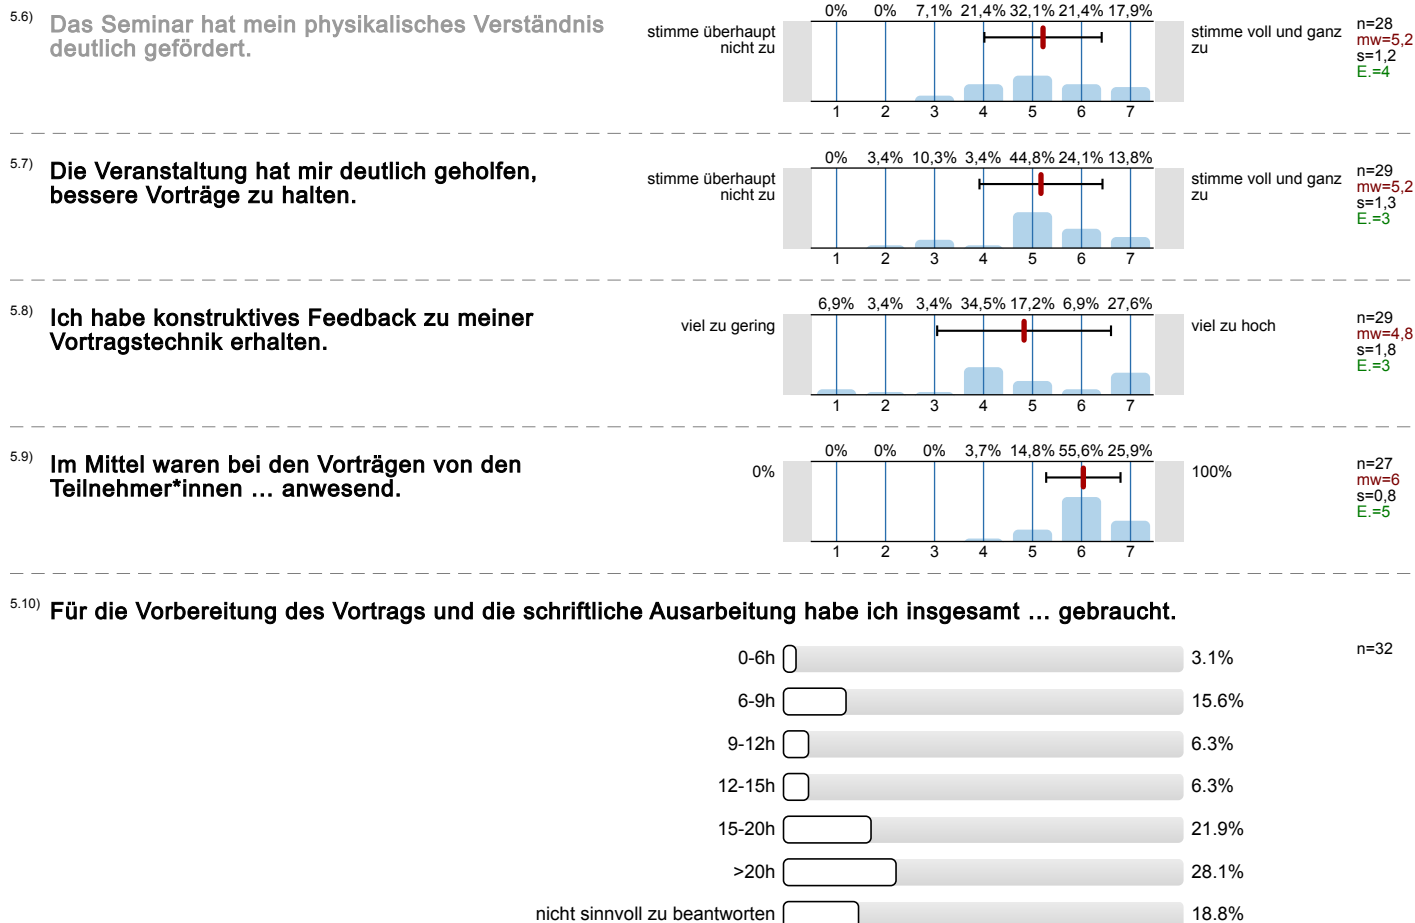 5.6) Das Seminar hat mein physikalisches Verständnis
deutlich gefördert.
stimme überhaupt
nicht zu
0% 0% 7,1% 21,4% 32,1% 21,4% 17,9%
1 2 3 4 5 6 7
stimme voll und ganz
zu
n=28
mw=5,2
s=1,2
E.=4
5.7) Die Veranstaltung hat mir deutlich geholfen,
bessere Vorträge zu halten.
stimme überhaupt
nicht zu
0% 3,4% 10,3% 3,4% 44,8% 24,1% 13,8%
1 2 3 4 5 6 7
stimme voll und ganz
zu
n=29
mw=5,2
s=1,3
E.=3
5.8) Ich habe konstruktives Feedback zu meiner
Vortragstechnik erhalten.
viel zu gering
6,9% 3,4% 3,4% 34,5% 17,2% 6,9% 27,6%
1 2 3 4 5 6 7
viel zu hoch
n=29
mw=4,8
s=1,8
E.=3
5.9) Im Mittel waren bei den Vorträgen von den
Teilnehmer*innen ... anwesend.
0%
0% 0% 0% 3,7% 14,8% 55,6% 25,9%
1 2 3 4 5 6 7
100%
n=27
mw=6
s=0,8
E.=5
5.10) Für die Vorbereitung des Vortrags und die schriftliche Ausarbeitung habe ich insgesamt ... gebraucht.
n=32
0-6h 3.1%
6-9h 15.6%
9-12h 6.3%
12-15h 6.3%
15-20h 21.9%
>20h 28.1%
nicht sinnvoll zu beantworten 18.8%